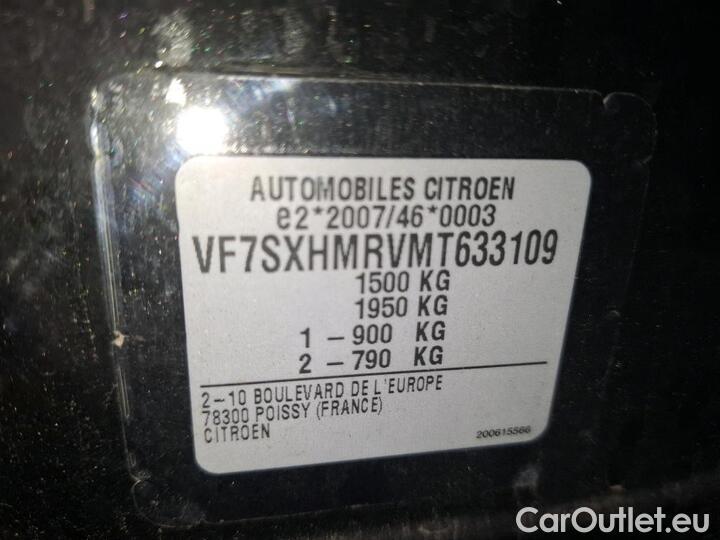 AUTOMOBILES CITROEN
e2*2007/46*0003
VF7SXHMRVMT633109
1500 KG
1950 KG
1 – 900 KG
2 – 790 KG
2–10 BOULEVARD DE L'EUROPE
78300 POISSY (FRANCE)
CITROEN
200615566
CarOutlet.eu